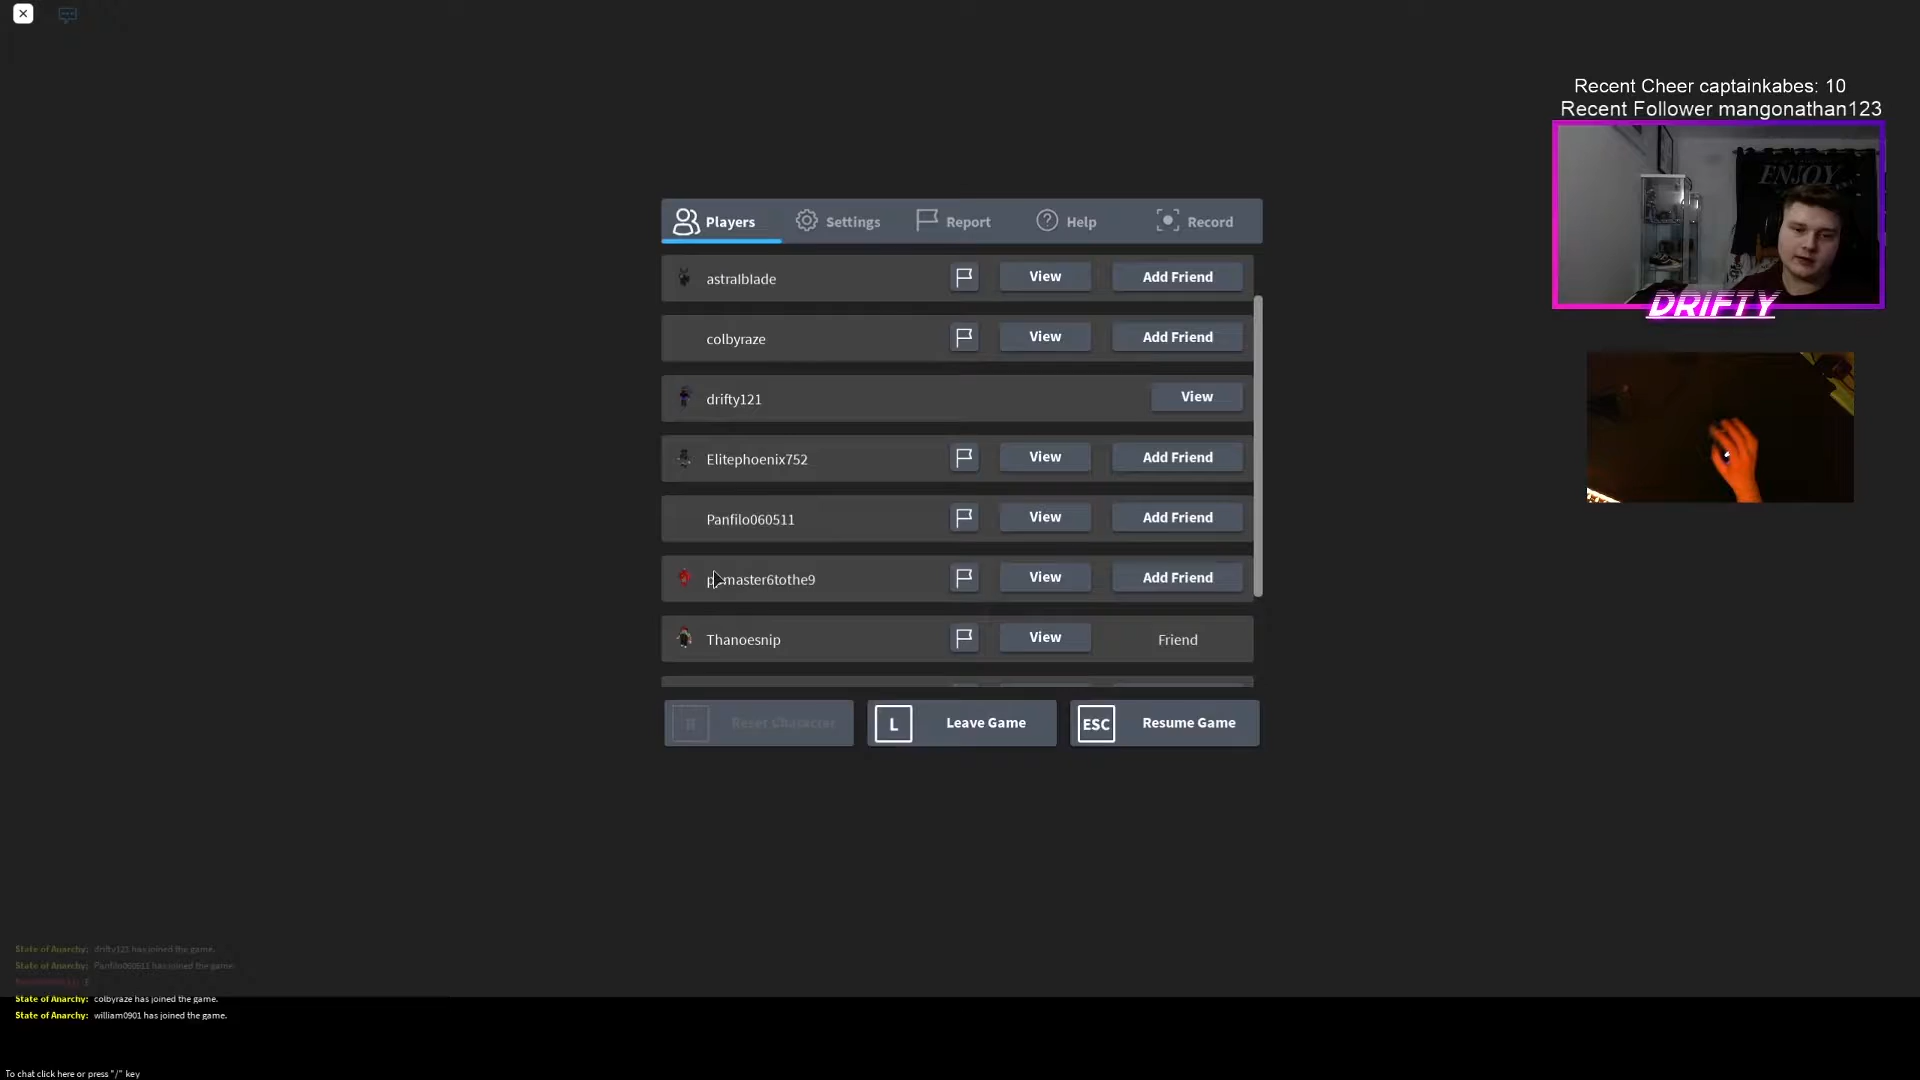 Recent Cheer captainkabes: 10
Recent Follower mangonathan123
ENJOY
DRIFTY
Players Settings Report Help Record
astralblade View Add Friend
colbyraze View Add Friend
drifty121 View
Elitephoenix752 View Add Friend
Panfilo060511 View Add Friend
master6tothe9 View Add Friend
Thanoesnip View Friend
R Reset Character L Leave Game ESC Resume Game
State of Anarchy: drifty121 has joined the game.
State of Anarchy: Panfilo060511 has joined the game.
State of Anarchy: colbyraze has joined the game.
State of Anarchy: william0901 has joined the game.
To chat click here or press "/" key